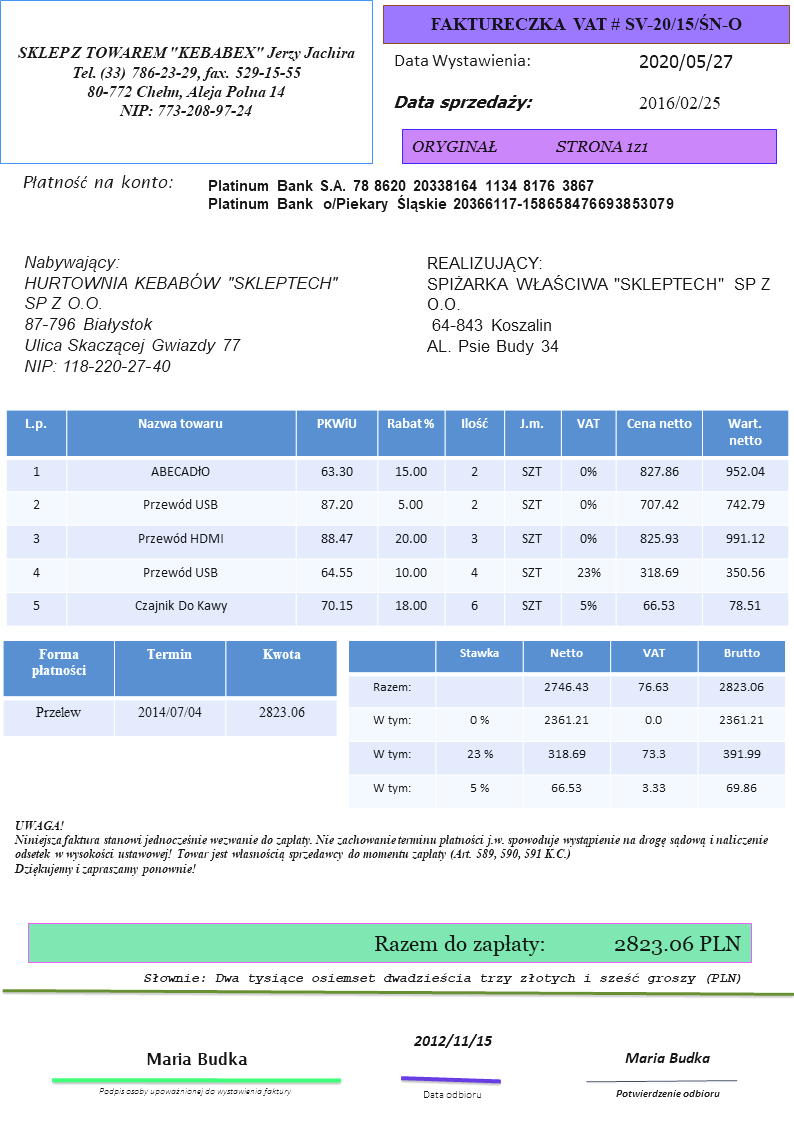 SKLEP Z TOWAREM "KEBABEX" Jerzy Jachira
Tel. (33) 786-23-29, fax. 529-15-55
80-772 Chełm, Aleja Polna 14
NIP: 773-208-97-24
FAKTURECZKA VAT # SV-20/15/ŚN-O
Data Wystawienia: 2020/05/27
Data sprzedaży: 2016/02/25
ORYGINAŁ STRONA 1z1
Płatność na konto:
Platinum Bank S.A. 78 8620 20338164 1134 8176 3867
Platinum Bank o/Piekary Śląskie 20366117-158658476693853079
Nabywający:
HURTOWNIA KEBABÓW "SKLEPTECH"
SP Z O.O.
87-796 Białystok
Ulica Skaczącej Gwiazdy 77
NIP: 118-220-27-40
REALIZUJĄCY:
SPIŻARKA WŁAŚCIWA "SKLEPTECH" SP Z
O.O.
64-843 Koszalin
AL. Psie Budy 34
L.p. Nazwa towaru PKWiU Rabat % Ilość J.m. VAT Cena netto Wart. netto
1 ABECADłO 63.30 15.00 2 SZT 0% 827.86 952.04
2 Przewód USB 87.20 5.00 2 SZT 0% 707.42 742.79
3 Przewód HDMI 88.47 20.00 3 SZT 0% 825.93 991.12
4 Przewód USB 64.55 10.00 4 SZT 23% 318.69 350.56
5 Czajnik Do Kawy 70.15 18.00 6 SZT 5% 66.53 78.51
Forma płatności Termin Kwota
Przelew 2014/07/04 2823.06
Stawka Netto VAT Brutto
Razem: 2746.43 76.63 2823.06
W tym: 0 % 2361.21 0.0 2361.21
W tym: 23 % 318.69 73.3 391.99
W tym: 5 % 66.53 3.33 69.86
UWAGA!
Niniejsza faktura stanowi jednocześnie wezwanie do zapłaty. Nie zachowanie terminu płatności j.w. spowoduje wystąpienie na drogę sądową i naliczenie
odsetek w wysokości ustawowej! Towar jest własnością sprzedawcy do momentu zapłaty (Art. 589, 590, 591 K.C.)
Dziękujemy i zapraszamy ponownie!
Razem do zapłaty: 2823.06 PLN
Słownie: Dwa tysiące osiemset dwadzieścia trzy złotych i sześć groszy (PLN)
Maria Budka
Podpis osoby upoważnionej do wystawienia faktury
2012/11/15
Data odbioru
Maria Budka
Potwierdzenie odbioru